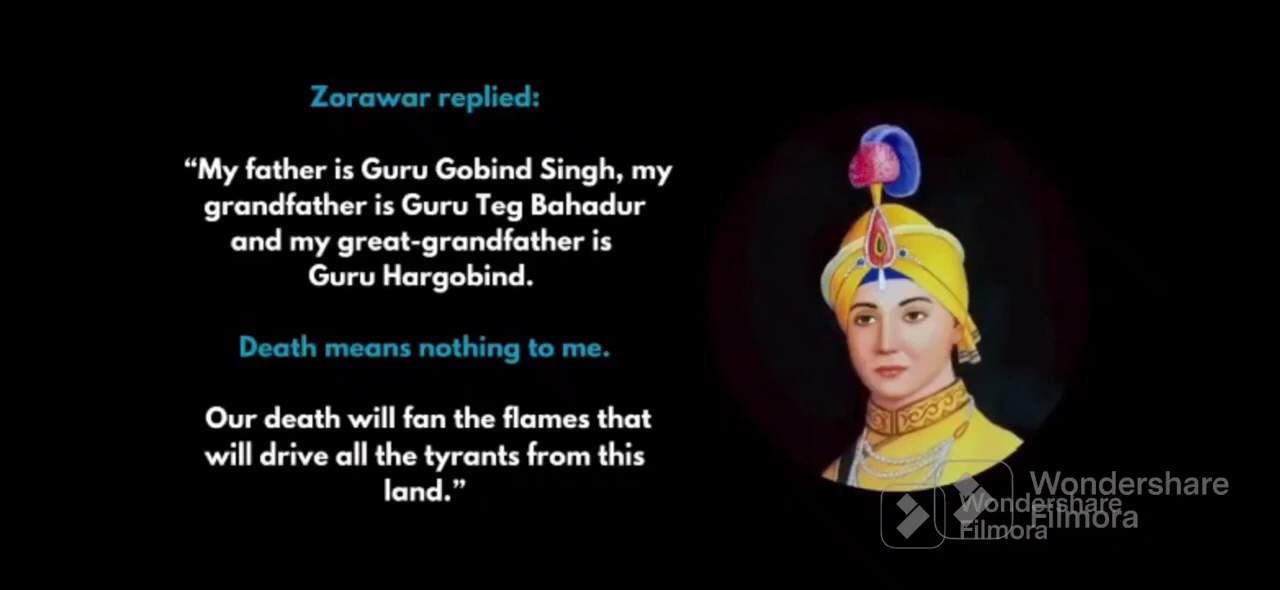 Zorawar replied:
“My father is Guru Gobind Singh, my
grandfather is Guru Teg Bahadur
and my great-grandfather is
Guru Hargobind.
Death means nothing to me.
Our death will fan the flames that
will drive all the tyrants from this
land.”
Wondershare
Filmora
Wondershare
Filmora